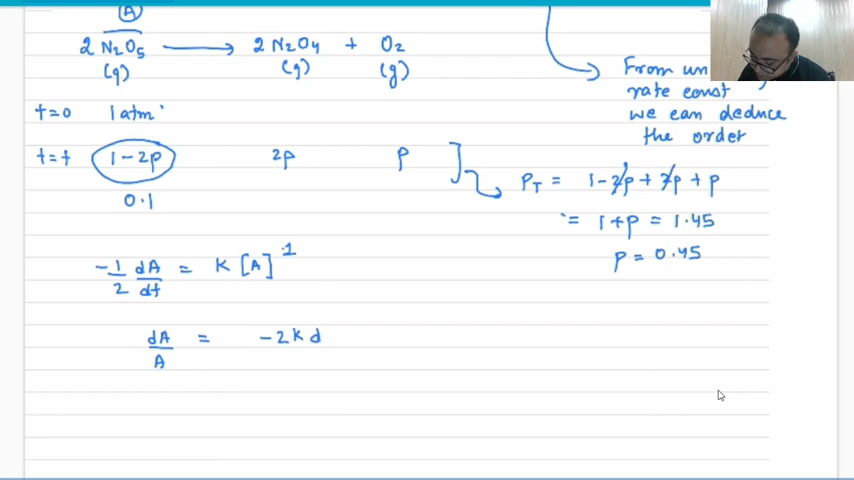 A
2 N₂O₅ ⟶ 2 N₂O₄ + O₂
(g) (g) (g)
t=0 1 atm
t=t 1-2p 2p p
0.1
From un
rate const ,
we can deduce
the order
P_T = 1-2p+2p+p
= 1+p = 1.45
p = 0.45
-1/2 dA/dt = K [A]^1
dA/A = -2K d